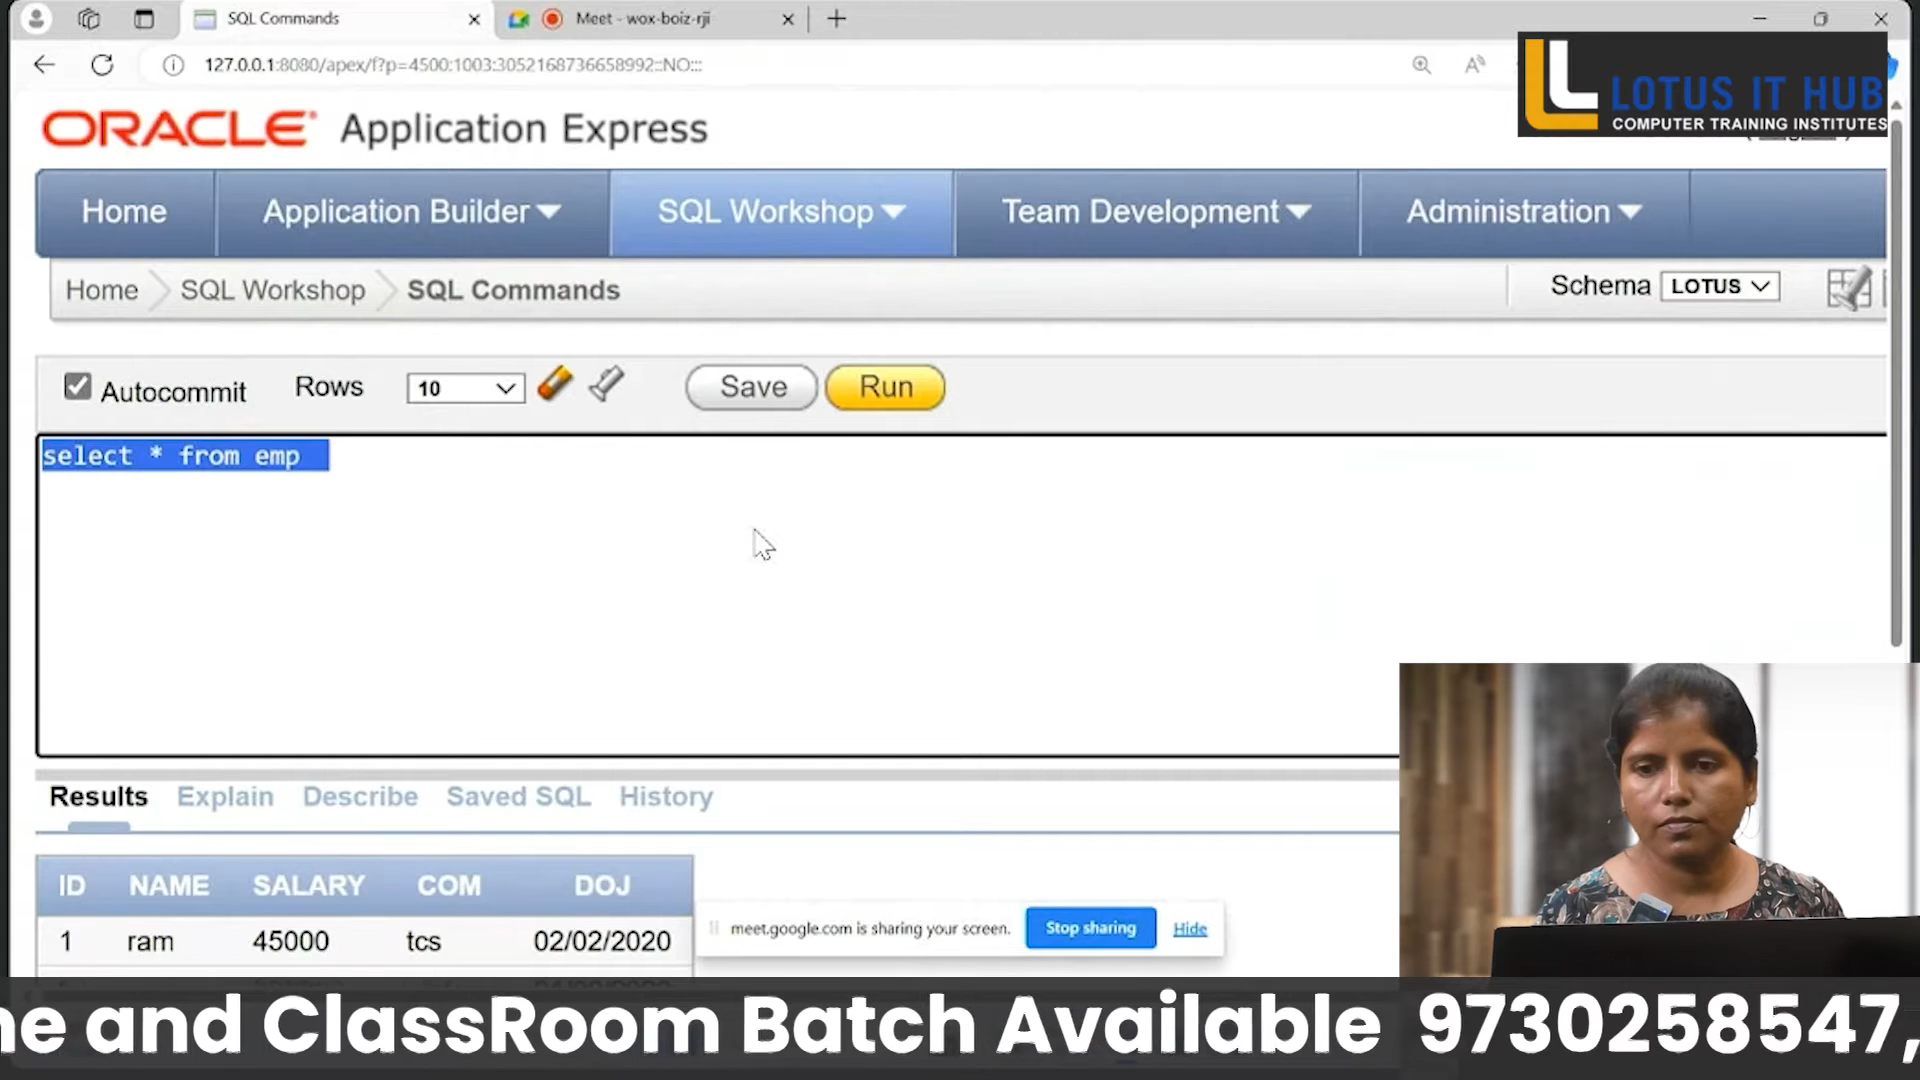 SQL Commands
Meet - wox-boiz-rji
127.0.0.1:8080/apex/f?p=4500:1003:3052168736658992::NO:::
LOTUS IT HUB
COMPUTER TRAINING INSTITUTES
ORACLE Application Express
Home Application Builder SQL Workshop Team Development Administration
Home SQL Workshop SQL Commands
Schema LOTUS
Autocommit Rows 10 Save Run
select * from emp
Results Explain Describe Saved SQL History
ID NAME SALARY COM DOJ
1 ram 45000 tcs 02/02/2020
meet.google.com is sharing your screen. Stop sharing Hide
ne and ClassRoom Batch Available 9730258547,